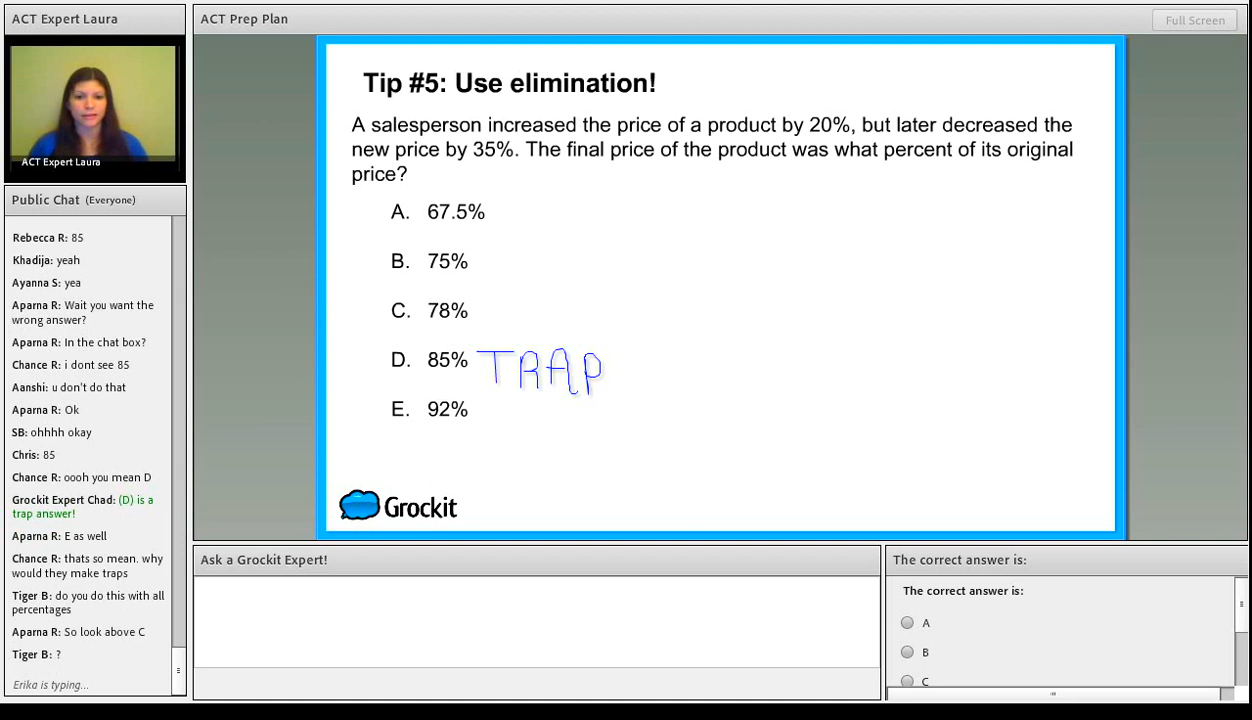 ACT Expert Laura
ACT Expert Laura
Public Chat (Everyone)
Rebecca R: 85
Khadija: yeah
Ayanna S: yea
Aparna R: Wait you want the
wrong answer?
Aparna R: In the chat box?
Chance R: i dont see 85
Aanshi: u don't do that
Aparna R: Ok
SB: ohhhh okay
Chris: 85
Chance R: oooh you mean D
Grockit Expert Chad: (D) is a
trap answer!
Aparna R: E as well
Chance R: thats so mean. why
would they make traps
Tiger B: do you do this with all
percentages
Aparna R: So look above C
Tiger B: ?
Erika is typing...
ACT Prep Plan
Full Screen
Tip #5: Use elimination!
A salesperson increased the price of a product by 20%, but later decreased the
new price by 35%. The final price of the product was what percent of its original
price?
A. 67.5%
B. 75%
C. 78%
D. 85% TRAP
E. 92%
Grockit
Ask a Grockit Expert!
The correct answer is:
The correct answer is:
A
B
C